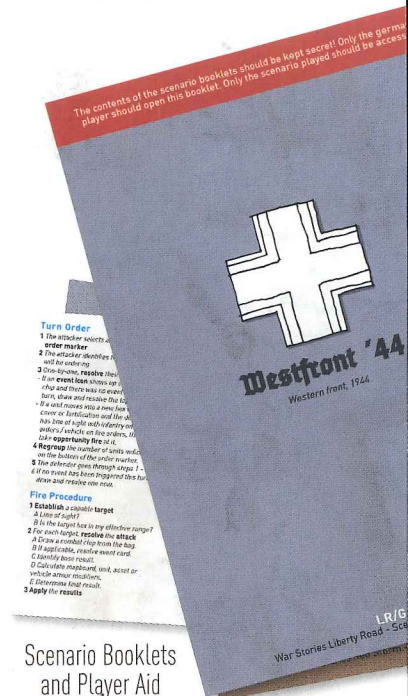 The contents of the scenario booklets should be kept secret! Only the germa
player should open this booklet. Only the scenario played should be access
Westfront '44
Western front, 1944
LR/G
War Stories Liberty Road - Sce
Turn Order
1 The attacker selects
order marker
2 The attacker identifies
will be ordering
3 One-by-one, resolve their
- If an event icon shows up
chip and there was no event
turn, draw and resolve the
- If a unit moves into a new
cover or fortification and the
has line of sight with infantry on
orders / vehicle on fire orders,
take opportunity fire at it.
4 Regroup the number of units
on the bottom of the order marker.
5 The defender goes through steps 1 -
6 If no event has been triggered this
draw and resolve one now.
Fire Procedure
1 Establish a capable target
A Line of sight?
B Is the target hex in my effective range?
2 For each target, resolve the attack
A Draw a combat chip from the bag.
B If applicable, resolve event card.
C Identify base result.
D Calculate mapboard, unit, asset or
vehicle armor modifiers.
E Determine final result.
3 Apply the results
Scenario Booklets
and Player Aid